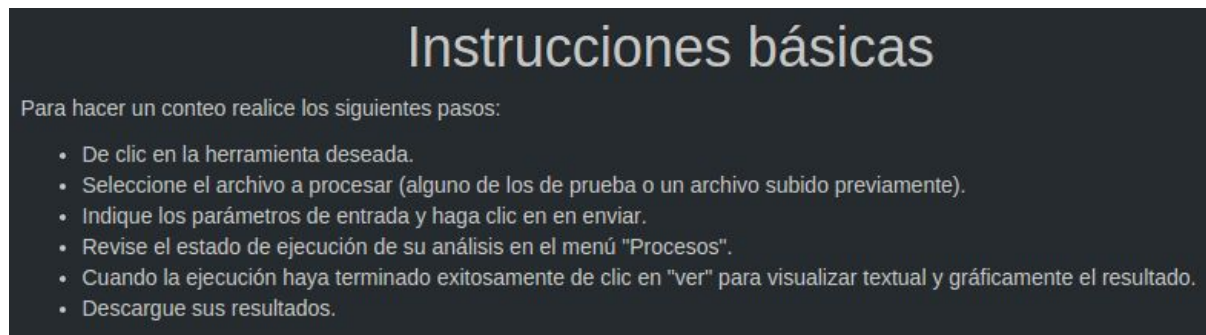 Instrucciones básicas
Para hacer un conteo realice los siguientes pasos:
• De clic en la herramienta deseada.
• Seleccione el archivo a procesar (alguno de los de prueba o un archivo subido previamente).
• Indique los parámetros de entrada y haga clic en en enviar.
• Revise el estado de ejecución de su análisis en el menú "Procesos".
• Cuando la ejecución haya terminado exitosamente de clic en "ver" para visualizar textual y gráficamente el resultado.
• Descargue sus resultados.